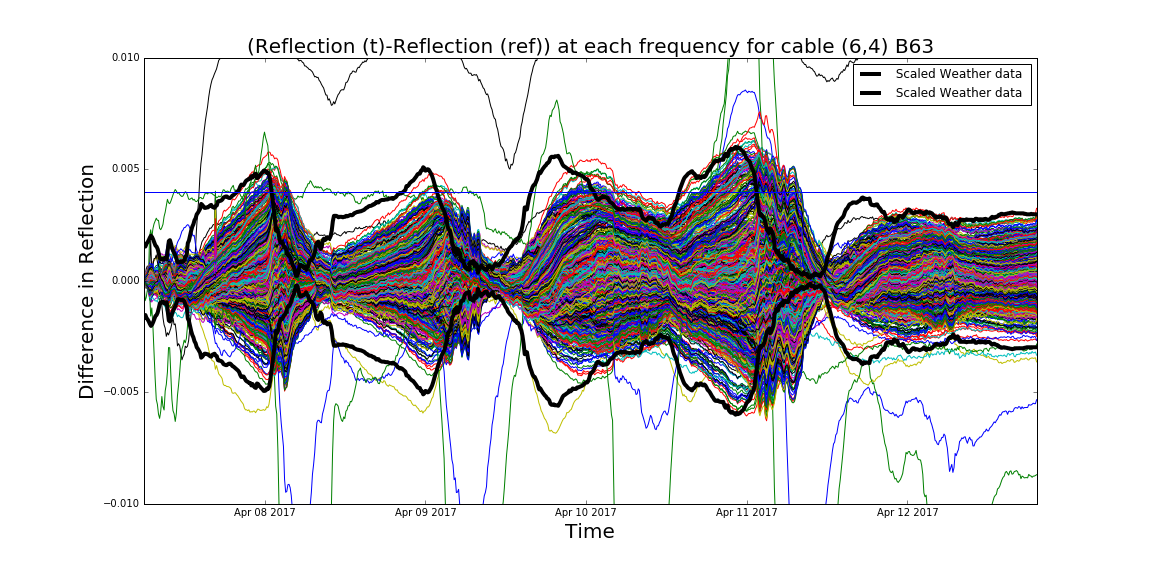 (Reflection (t)-Reflection (ref)) at each frequency for cable (6,4) B63
0.010
Scaled Weather data
Scaled Weather data
0.005
0.000
−0.005
−0.010
Difference in Reflection
Apr 08 2017 Apr 09 2017 Apr 10 2017 Apr 11 2017 Apr 12 2017
Time